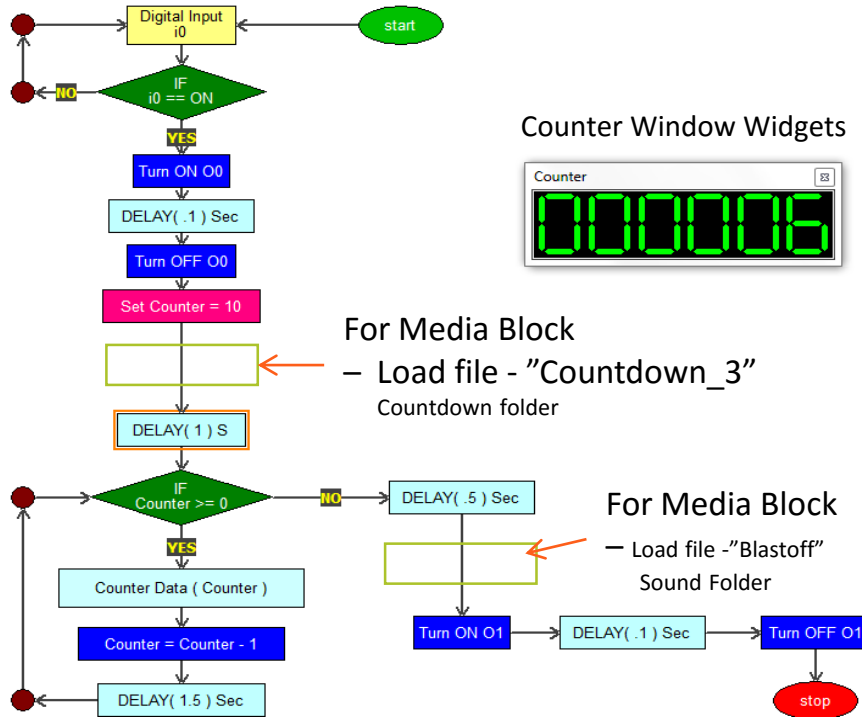 Digital Input
i0
start
IF
i0 == ON
NO
YES
Turn ON O0
DELAY( .1 ) Sec
Turn OFF O0
Set Counter = 10
Counter Window Widgets
Counter
000006
For Media Block
– Load file - ”Countdown_3”
Countdown folder
DELAY( 1 ) S
IF
Counter >= 0
NO
YES
DELAY( .5 ) Sec
For Media Block
– Load file -”Blastoff”
Sound Folder
Counter Data ( Counter )
Counter = Counter - 1
DELAY( 1.5 ) Sec
Turn ON O1
DELAY( .1 ) Sec
Turn OFF O1
stop